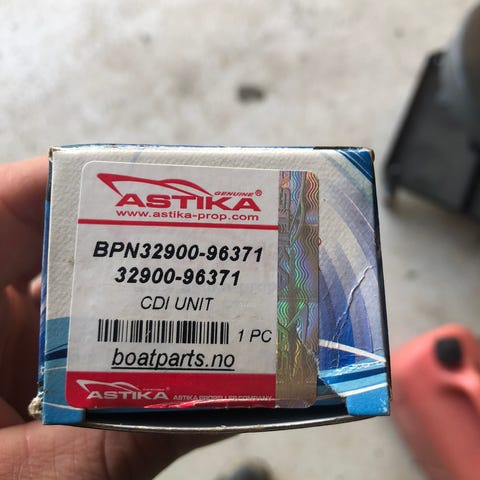 GENUINE
ASTIKA®
www.astika-prop.com
BPN32900-96371
32900-96371
CDI UNIT
1 PC
boatparts.no
GENUINE
ASTIKA
ASTIKA PROPELLER COMPANY